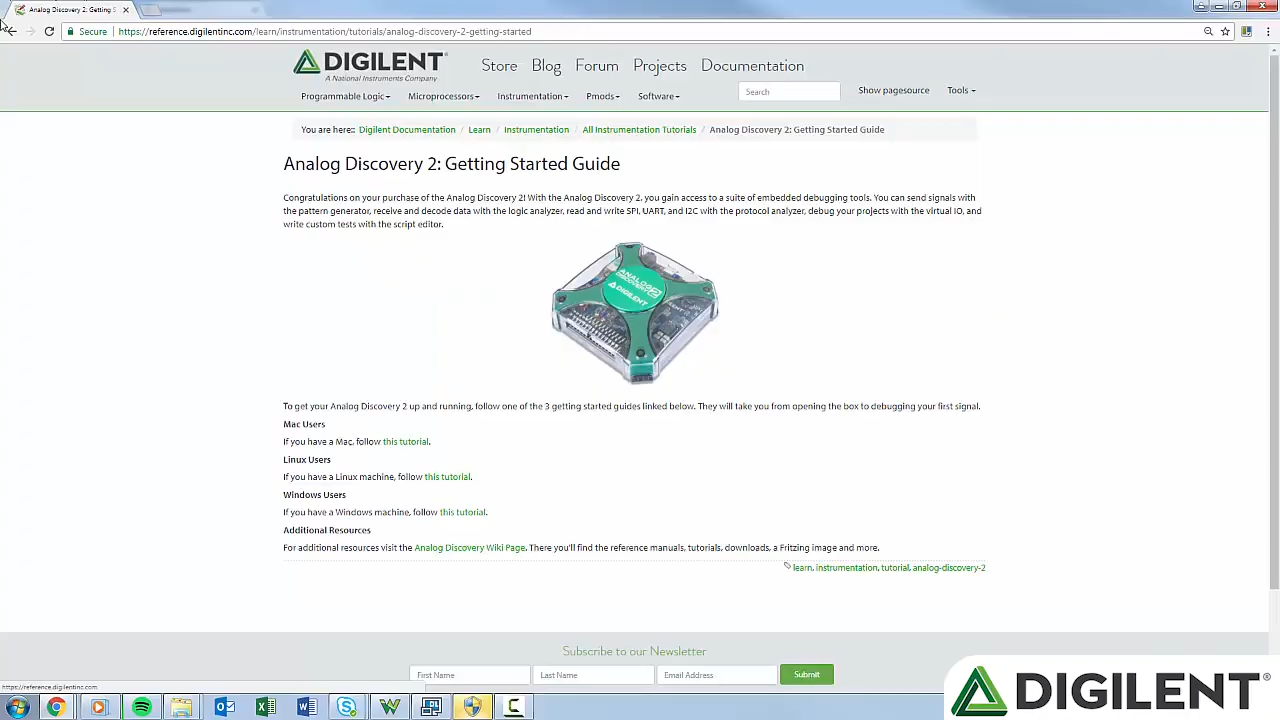 Analog Discovery 2: Getting S
Secure
https://reference.digilentinc.com/learn/instrumentation/tutorials/analog-discovery-2-getting-started
DIGILENT
A National Instruments Company
Store Blog Forum Projects Documentation
Programmable Logic Microprocessors Instrumentation Pmods Software
Search
Show pagesource
Tools
You are here:: Digilent Documentation / Learn / Instrumentation / All Instrumentation Tutorials / Analog Discovery 2: Getting Started Guide
Analog Discovery 2: Getting Started Guide
Congratulations on your purchase of the Analog Discovery 2! With the Analog Discovery 2, you gain access to a suite of embedded debugging tools. You can send signals with
the pattern generator, receive and decode data with the logic analyzer, read and write SPI, UART, and I2C with the protocol analyzer, debug your projects with the virtual IO, and
write custom tests with the script editor.
ANALOG
DISCOVERY 2
DIGILENT
To get your Analog Discovery 2 up and running, follow one of the 3 getting started guides linked below. They will take you from opening the box to debugging your first signal.
Mac Users
If you have a Mac, follow this tutorial.
Linux Users
If you have a Linux machine, follow this tutorial.
Windows Users
If you have a Windows machine, follow this tutorial.
Additional Resources
For additional resources visit the Analog Discovery Wiki Page. There you'll find the reference manuals, tutorials, downloads, a Fritzing image and more.
learn, instrumentation, tutorial, analog-discovery-2
Subscribe to our Newsletter
First Name
Last Name
Email Address
Submit
https://reference.digilentinc.com
DIGILENT®